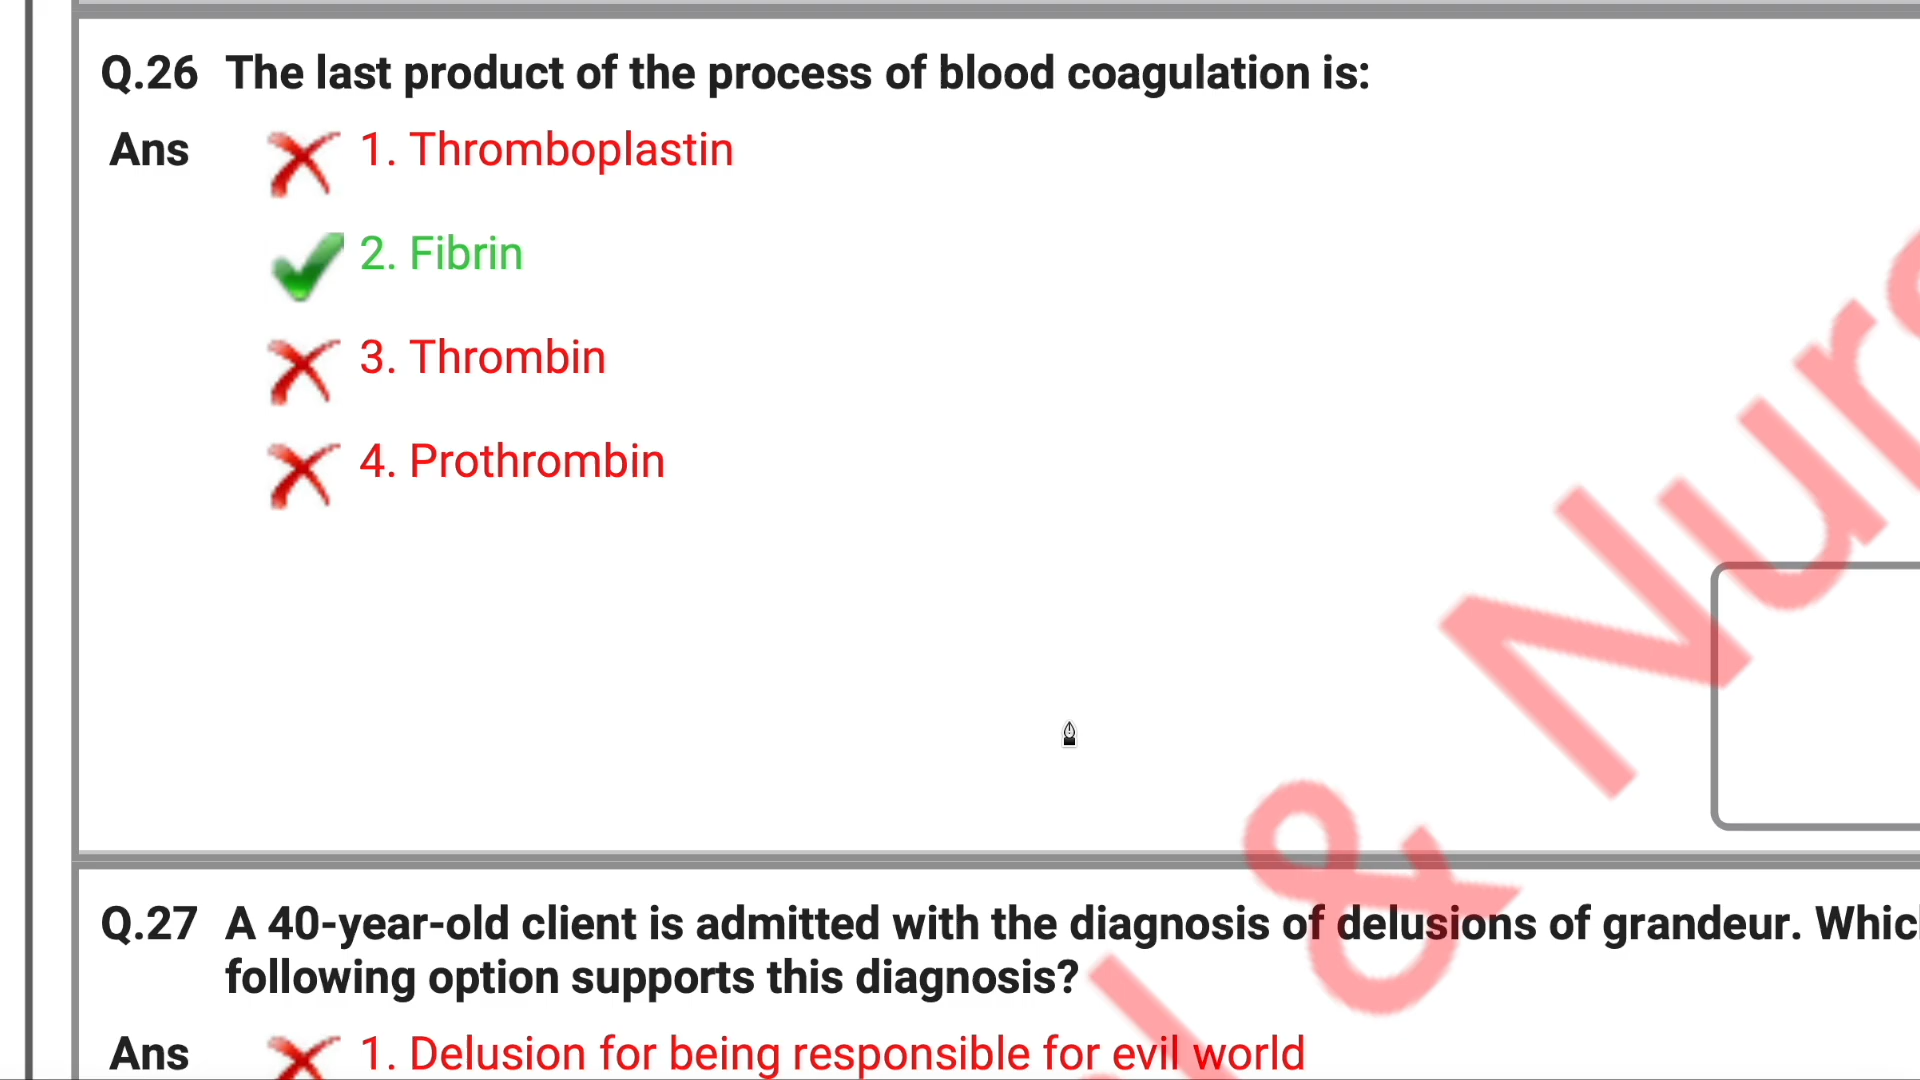 Q.26 The last product of the process of blood coagulation is:
Ans 1. Thromboplastin
2. Fibrin
3. Thrombin
4. Prothrombin
& Nur
Q.27 A 40-year-old client is admitted with the diagnosis of delusions of grandeur.
following option supports this diagnosis?
Ans 1. Delusion for being responsible for evil world